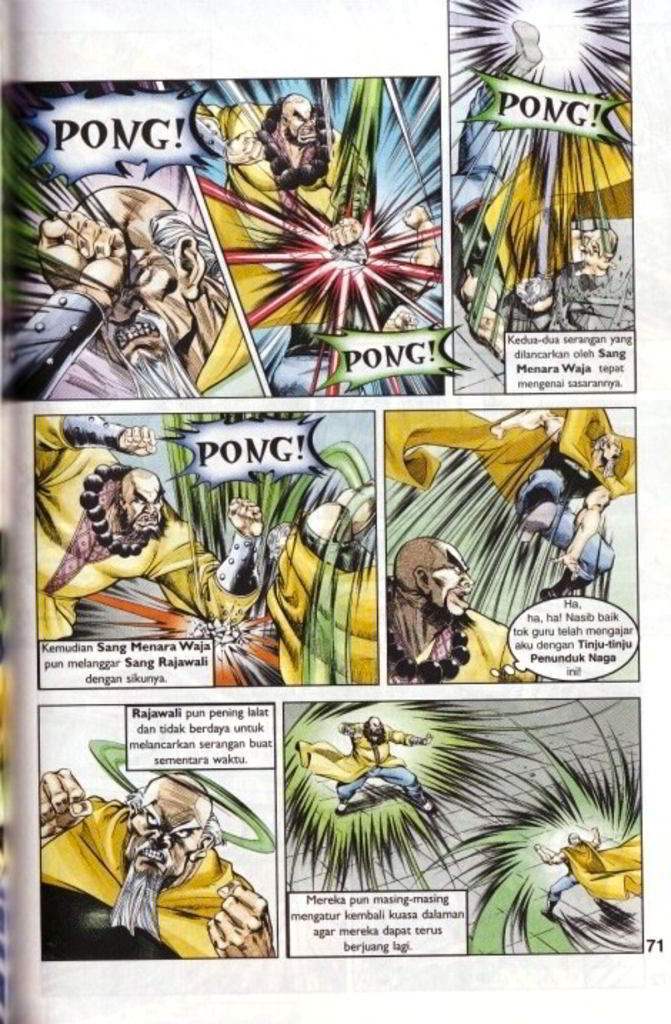 PONG!
PONG!
PONG!
Kedua-dua serangan yang
dilancarkan oleh Sang
Menara Waja tepat
mengenai sasarannya.
PONG!
Kemudian Sang Menara Waja
pun melanggar Sang Rajawali
dengan sikunya.
Ha,
ha, ha! Nasib baik
tok guru telah mengajar
aku dengan
Tinju-tinju
Penunduk Naga
ini!
Rajawali pun pening lalat
dan tidak berdaya untuk
melancarkan serangan buat
sementara waktu.
Mereka pun masing-masing
mengatur kembali kuasa dalaman
agar mereka dapat terus
berjuang lagi.
71